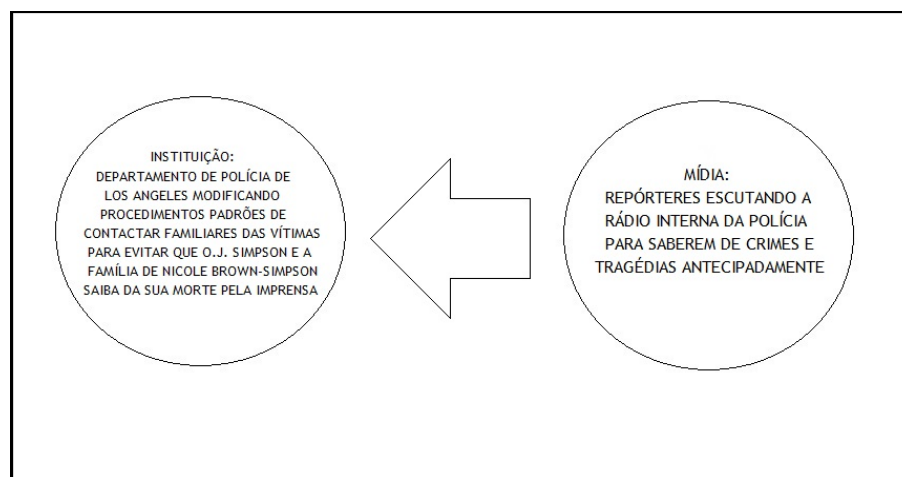 INSTITUIÇÃO:
DEPARTAMENTO DE POLÍCIA DE
LOS ANGELES MODIFICANDO
PROCEDIMENTOS PADRÕES DE
CONTACTAR FAMILIARES DAS VÍTIMAS
PARA EVITAR QUE O.J. SIMPSON E A
FAMÍLIA DE NICOLE BROWN-SIMPSON
SAIBA DA SUA MORTE PELA IMPRENSA
MÍDIA:
REPÓRTERES ESCUTANDO A
RÁDIO INTERNA DA POLÍCIA
PARA SABEREM DE CRIMES E
TRAGÉDIAS ANTECIPADAMENTE